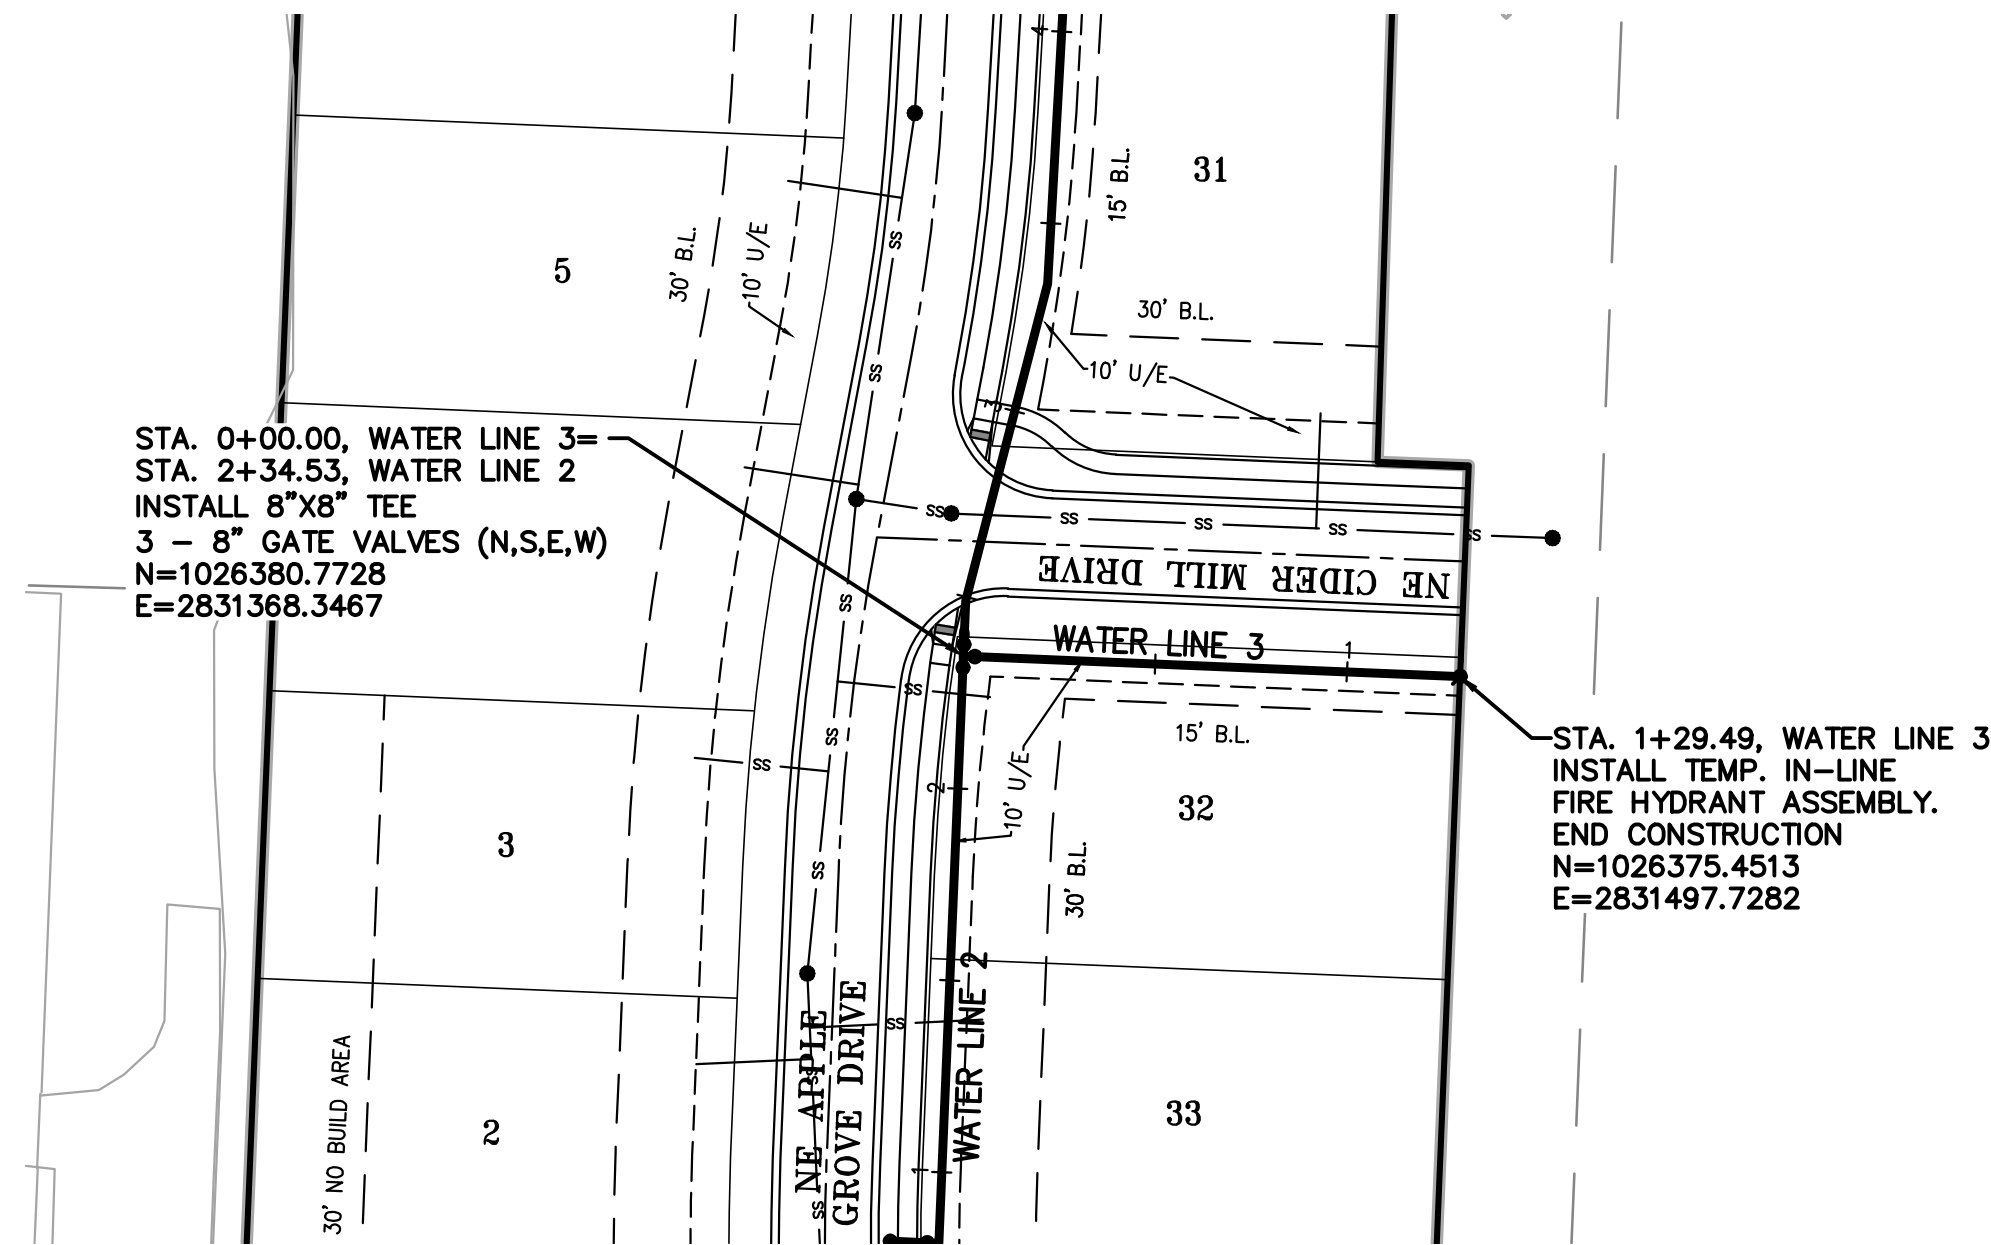 4
31
15' B.L.
5
30' B.L.
10' U/E
SS
30' B.L.
SS
10' U/E
3
STA. 0+00.00, WATER LINE 3=
STA. 2+34.53, WATER LINE 2
INSTALL 8"X8" TEE
3 – 8" GATE VALVES (N,S,E,W)
N=1026380.7728
E=2831368.3467
SS
SS
SS
SS
SS
NE CIDER MILL DRIVE
SS
WATER LINE 3
1
SS
SS
15' B.L.
SS
STA. 1+29.49, WATER LINE 3
INSTALL TEMP. IN-LINE
FIRE HYDRANT ASSEMBLY.
END CONSTRUCTION
N=1026375.4513
E=2831497.7282
2
10' U/E
32
3
SS
30' B.L.
WATER LINE 2
NE APPLE
GROVE DRIVE
SS
SS
30' NO BUILD AREA
2
33
1
SS